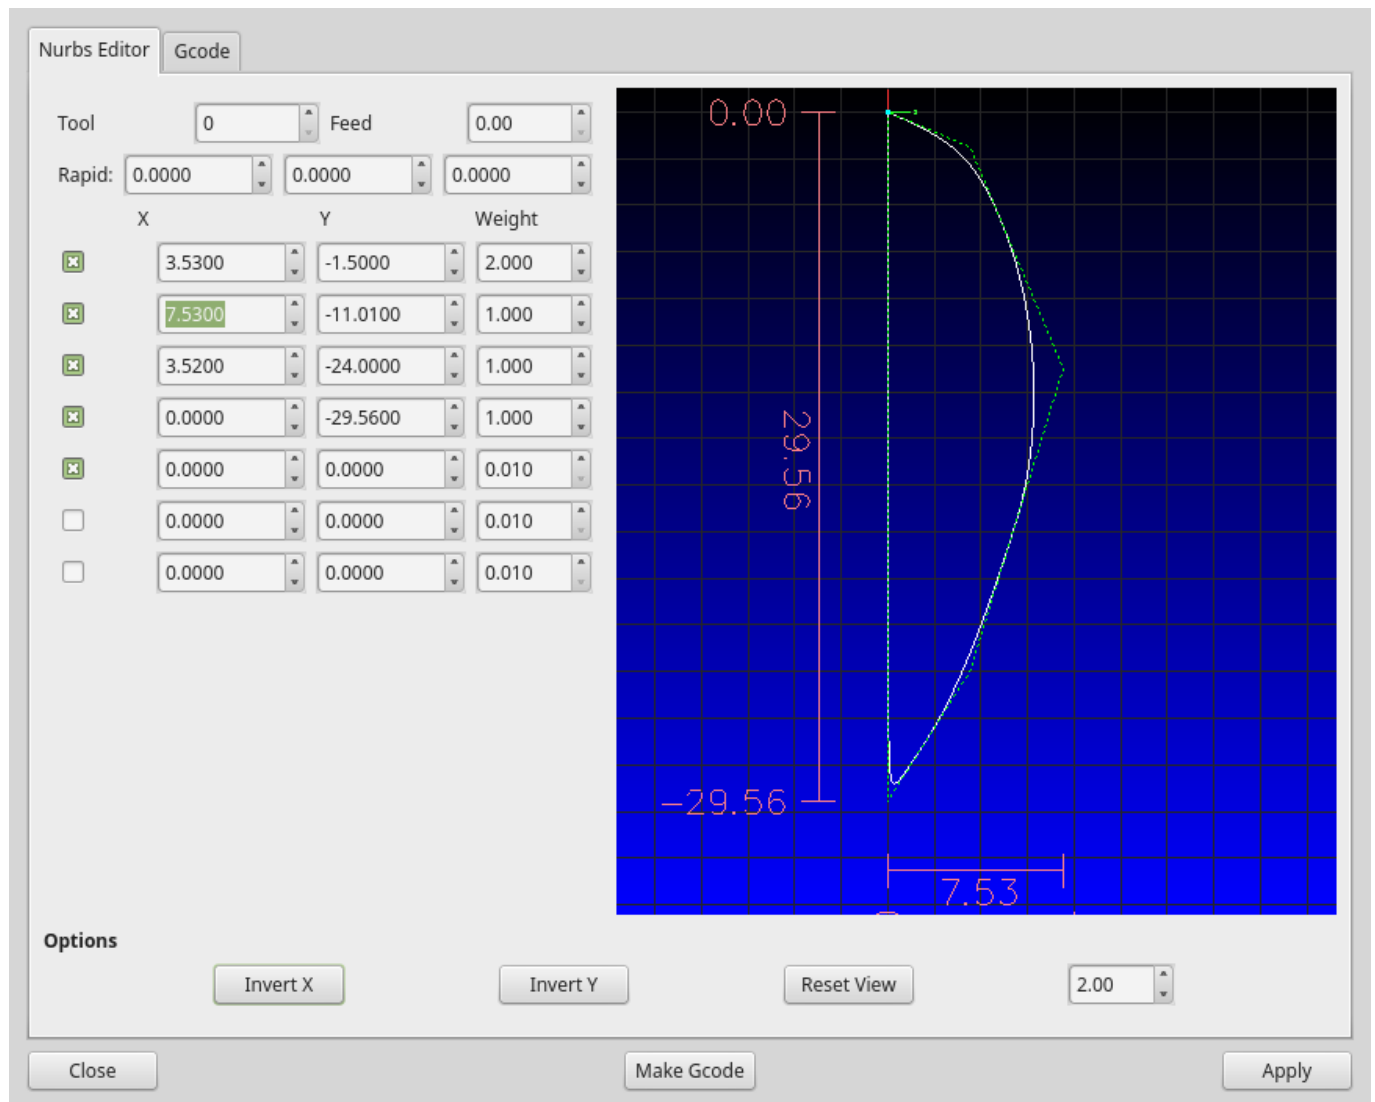 Nurbs Editor Gcode
Tool 0 Feed 0.00
Rapid: 0.0000 0.0000 0.0000
X Y Weight
3.5300 -1.5000 2.000
7.5300 -11.0100 1.000
3.5200 -24.0000 1.000
0.0000 -29.5600 1.000
0.0000 0.0000 0.010
0.0000 0.0000 0.010
0.0000 0.0000 0.010
0.00
29.56
-29.56
7.53
Options
Invert X Invert Y Reset View 2.00
Close Make Gcode Apply